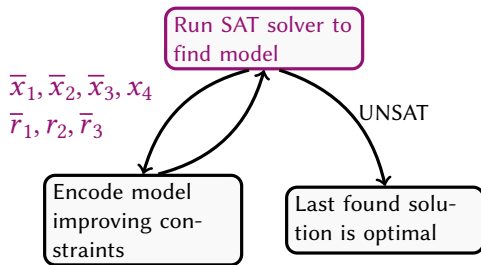 Run SAT solver to
find model
x̅₁, x̅₂, x̅₃, x₄
r̅₁, r₂, r̅₃
UNSAT
Encode model
improving con-
straints
Last found solu-
tion is optimal